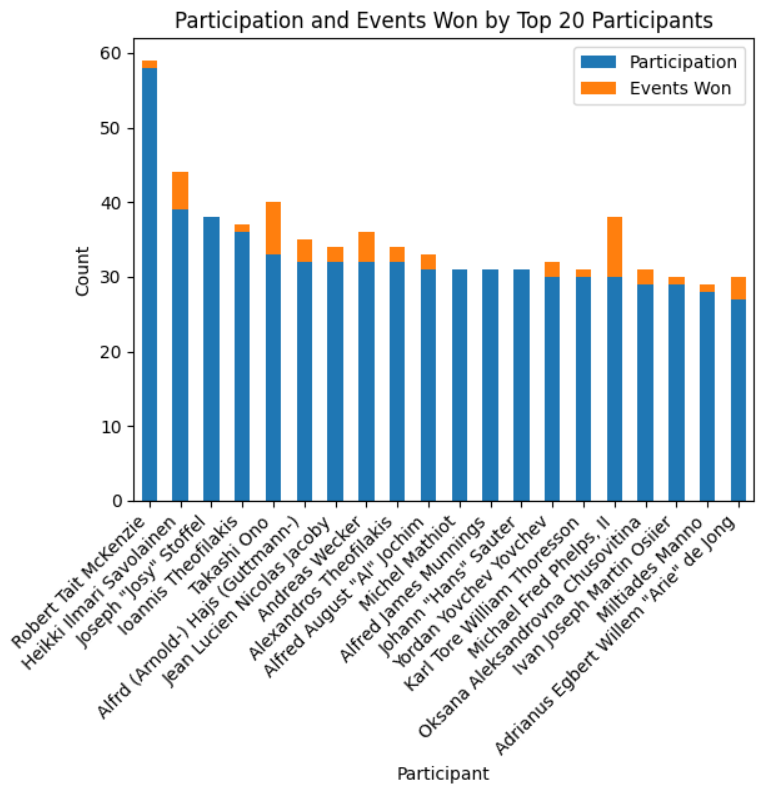 Participation and Events Won by Top 20 Participants
Participation
Events Won
60
50
40
30
20
10
0
Count
Robert Tait McKenzie
Heikki Ilmari Savolainen
Joseph "Josy" Stoffel
Ioannis Theofilakis
Takashi Ono
Alfrd (Arnold-) Hajs (Guttmann-)
Jean Lucien Nicolas Jacoby
Andreas Wecker
Alexandros Theofilakis
Alfred August "Al" Jochim
Michel Mathiot
Alfred James Munnings
Johann "Hans" Sauter
Yordan Yovchev Yovchev
Karl Tore William Thoresson
Michael Fred Phelps, II
Oksana Aleksandrovna Chusovitina
Ivan Joseph Martin Osiier
Miltiades Manno
Adrianus Egbert Willem "Arie" de Jong
Participant